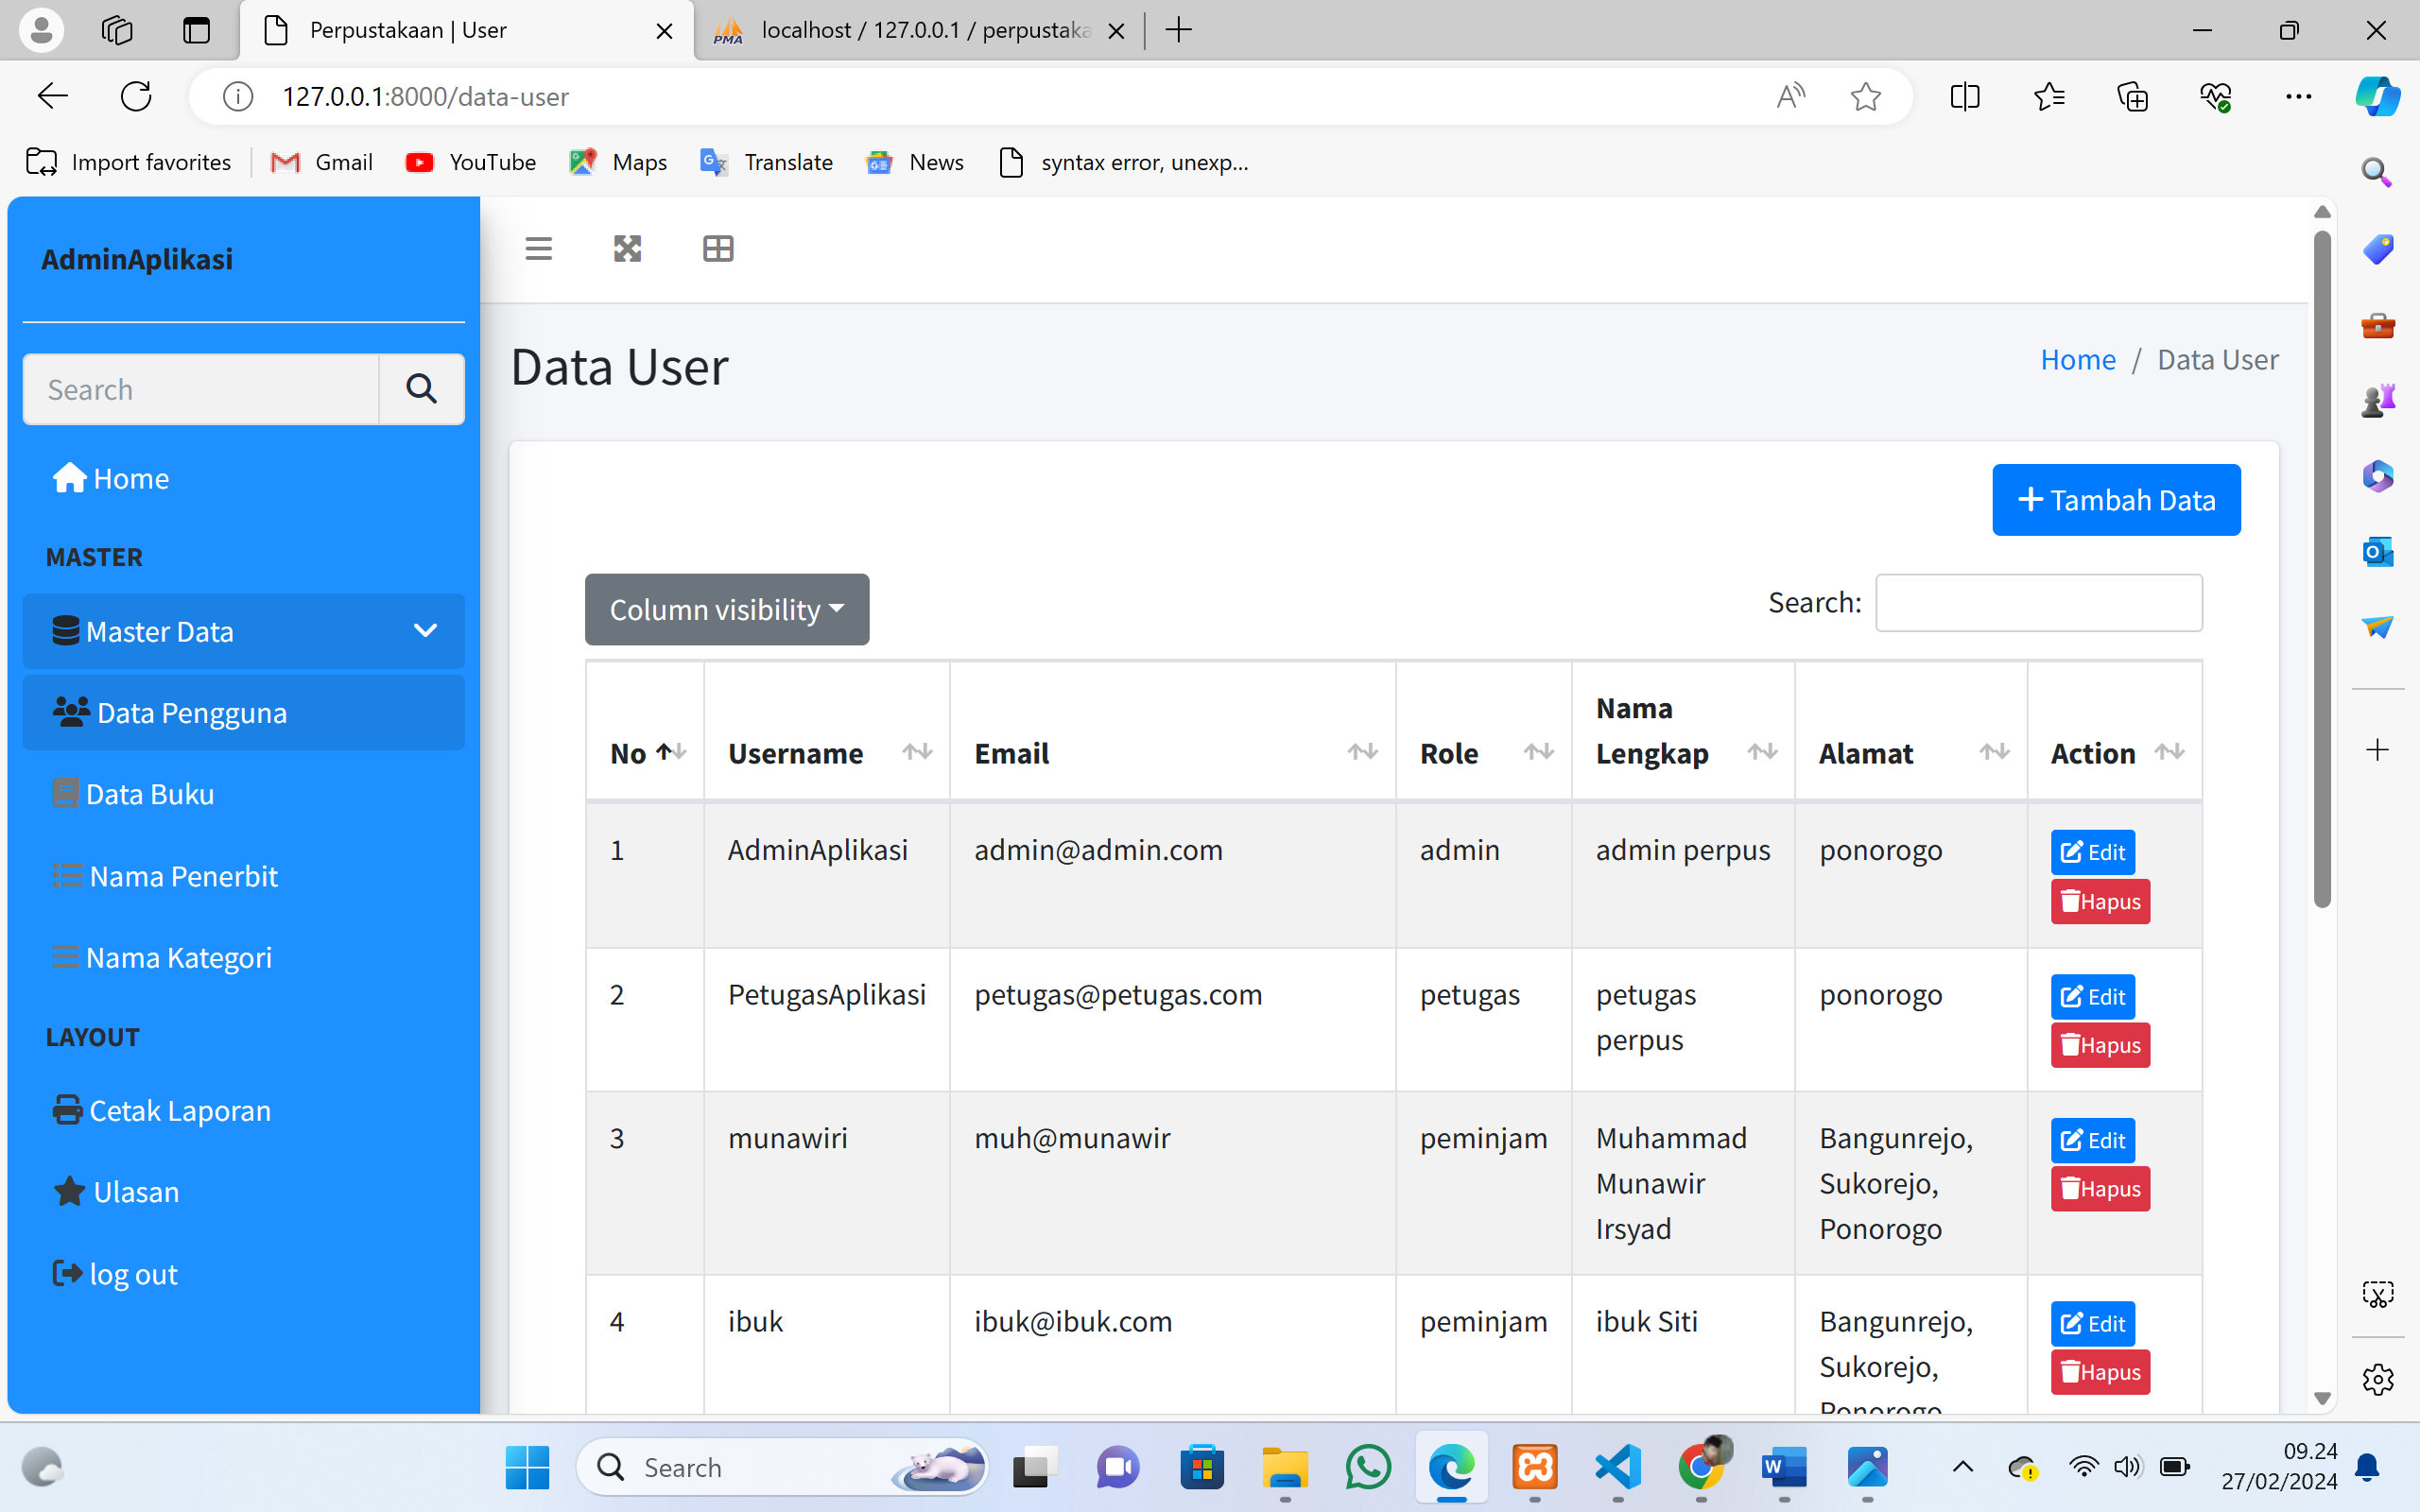 Perpustakaan | User
PMA localhost / 127.0.0.1 / perpustaka
127.0.0.1:8000/data-user
Import favorites Gmail YouTube Maps Translate News syntax error, unexp...
AdminAplikasi
Search
Home
MASTER
Master Data
Data Pengguna
Data Buku
Nama Penerbit
Nama Kategori
LAYOUT
Cetak Laporan
Ulasan
log out
Data User
Home / Data User
+ Tambah Data
Column visibility
Search:
No Username Email Role Nama Lengkap Alamat Action
1 AdminAplikasi admin@admin.com admin admin perpus ponorogo Edit
Hapus
2 PetugasAplikasi petugas@petugas.com petugas petugas ponorogo Edit
perpus Hapus
3 munawiri muh@munawir peminjam Muhammad Bangunrejo, Edit
Munawir Sukorejo, Hapus
Irsyad Ponorogo
4 ibuk ibuk@ibuk.com peminjam ibuk Siti Bangunrejo, Edit
Sukorejo, Hapus
Ponorogo
Search
09.24
27/02/2024